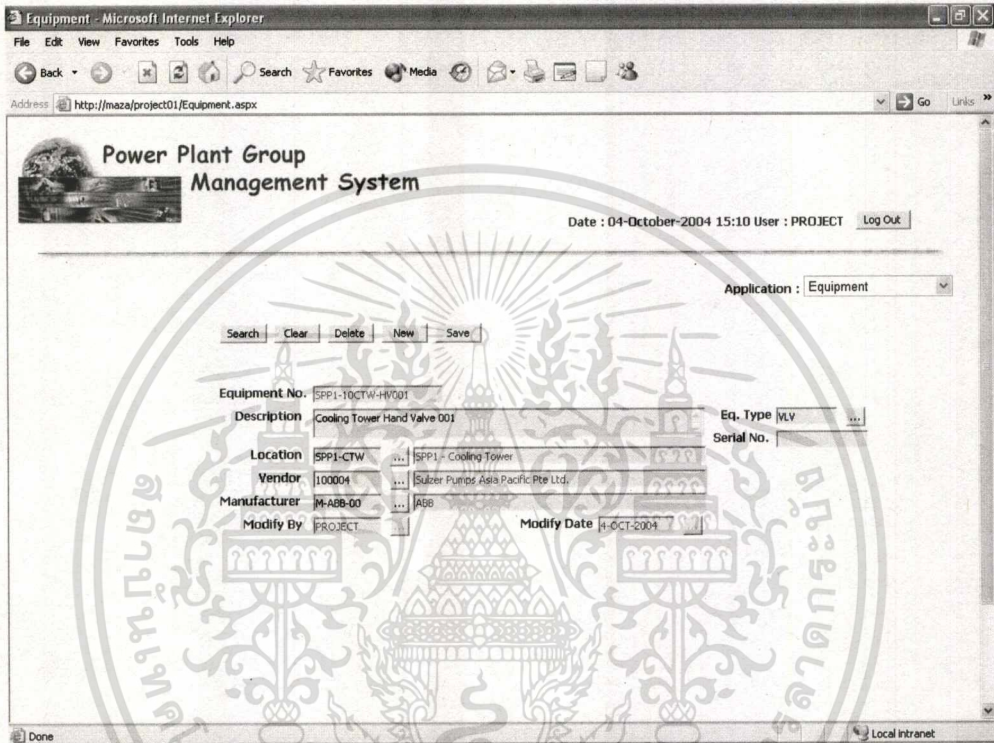 Equipment - Microsoft Internet Explorer
File Edit View Favorites Tools Help
Back Search Favorites Media
Address http://maza/project01/Equipment.aspx Go Links »
Power Plant Group
Management System
Date : 04-October-2004 15:10 User : PROJECT Log Out
Application : Equipment
Search Clear Delete New Save
Equipment No. SPP1-10CTW-HV001
Description Cooling Tower Hand Valve 001 Eq. Type VLV ...
Serial No.
Location SPP1-CTW ... SPP1 - Cooling Tower
Vendor 100004 ... Sulzer Pumps Asia Pacific Pte Ltd.
Manufacturer M-ABB-00 ... ABB
Modify By PROJECT ... Modify Date 4-OCT-2004 ...
Done Local intranet